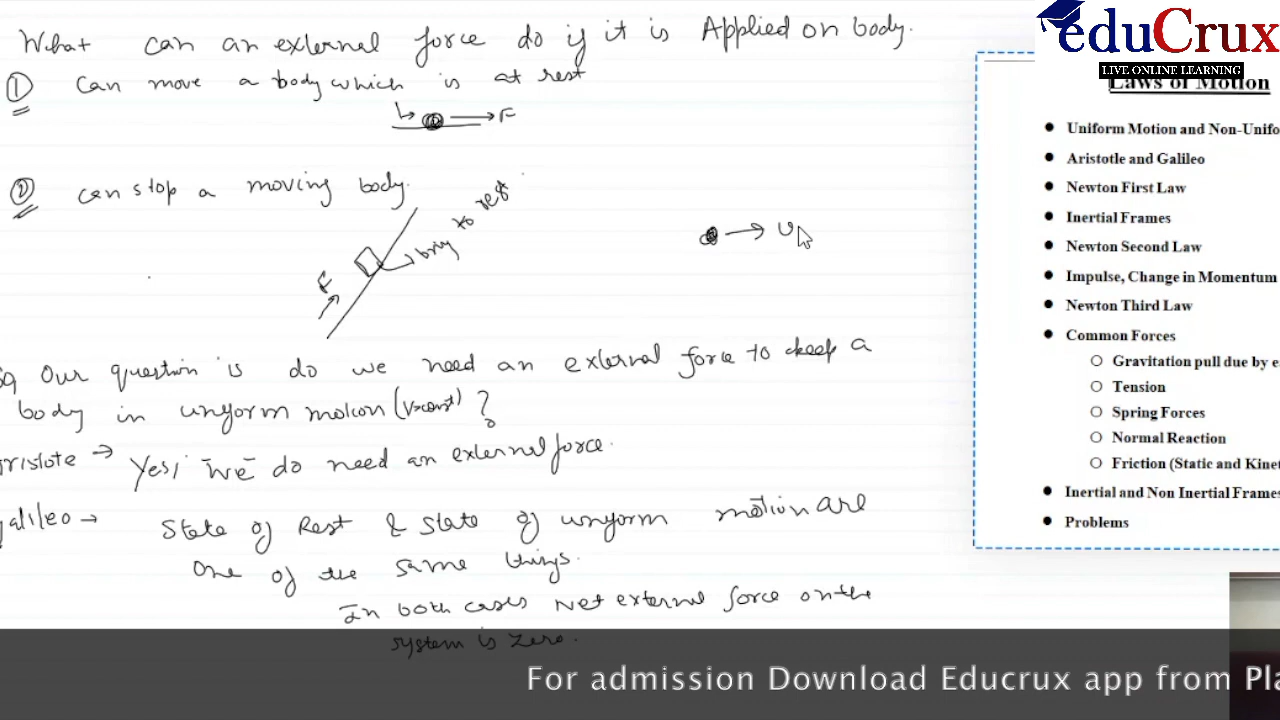 What can an external force do if it is Applied on body.
① Can move a body which is at rest
F
② can stop a moving body.
bring to rest
F
U
Our question is do we need an external force to keep a
body in uniform motion (V=const) ?
ristote → Yes, we do need an external force.
galileo → State of Rest & State of uniform motion are
one of the same things.
In both cases Net external force on the
system is zero.
eduCrux
LIVE ONLINE LEARNING
Laws of Motion
● Uniform Motion and Non-Unifo
● Aristotle and Galileo
● Newton First Law
● Inertial Frames
● Newton Second Law
● Impulse, Change in Momentum
● Newton Third Law
● Common Forces
○ Gravitation pull due by e
○ Tension
○ Spring Forces
○ Normal Reaction
○ Friction (Static and Kinet
● Inertial and Non Inertial Frames
● Problems
For admission Download Educrux app from Pla